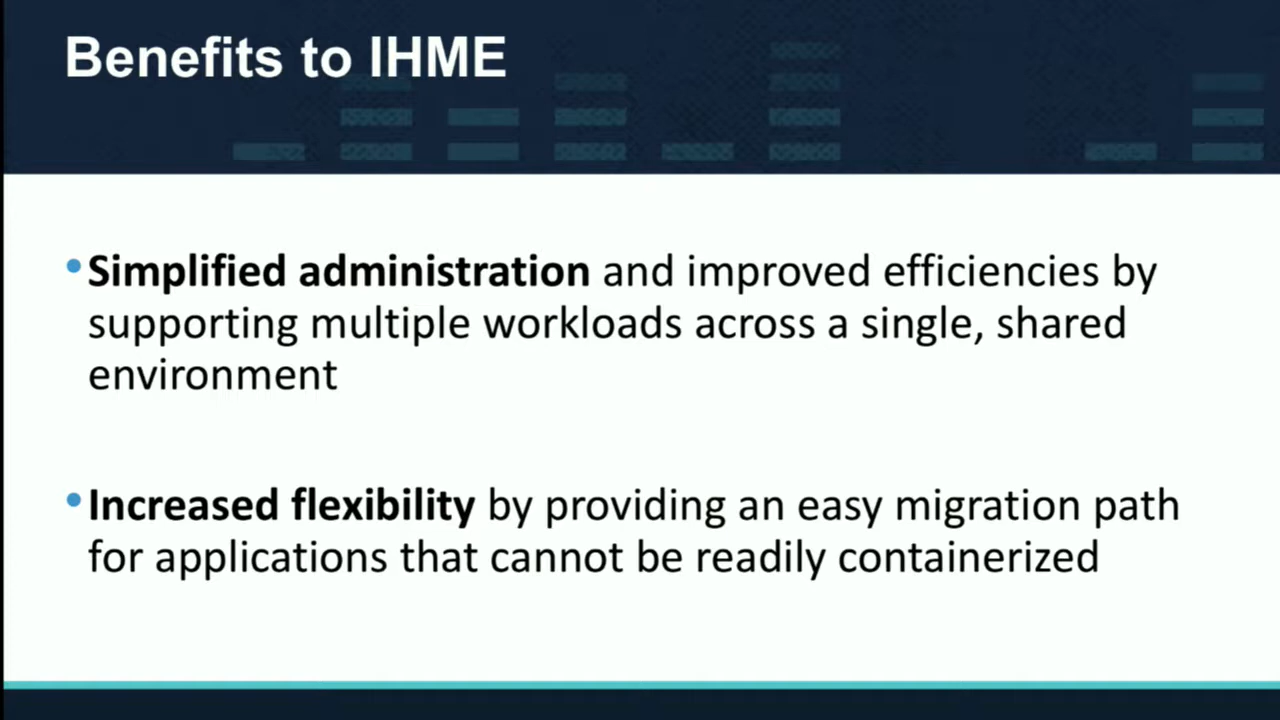 Benefits to IHME
•Simplified administration and improved efficiencies by
supporting multiple workloads across a single, shared
environment
•Increased flexibility by providing an easy migration path
for applications that cannot be readily containerized